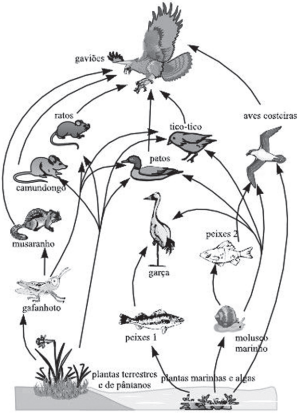 gaviões
ratos
tico-tico
aves costeiras
patos
camundongo
musaranho
peixes 2
garça
gafanhoto
peixes 1
molusco
marinho
plantas terrestres
e de pânianos
plantas marinhas e algas